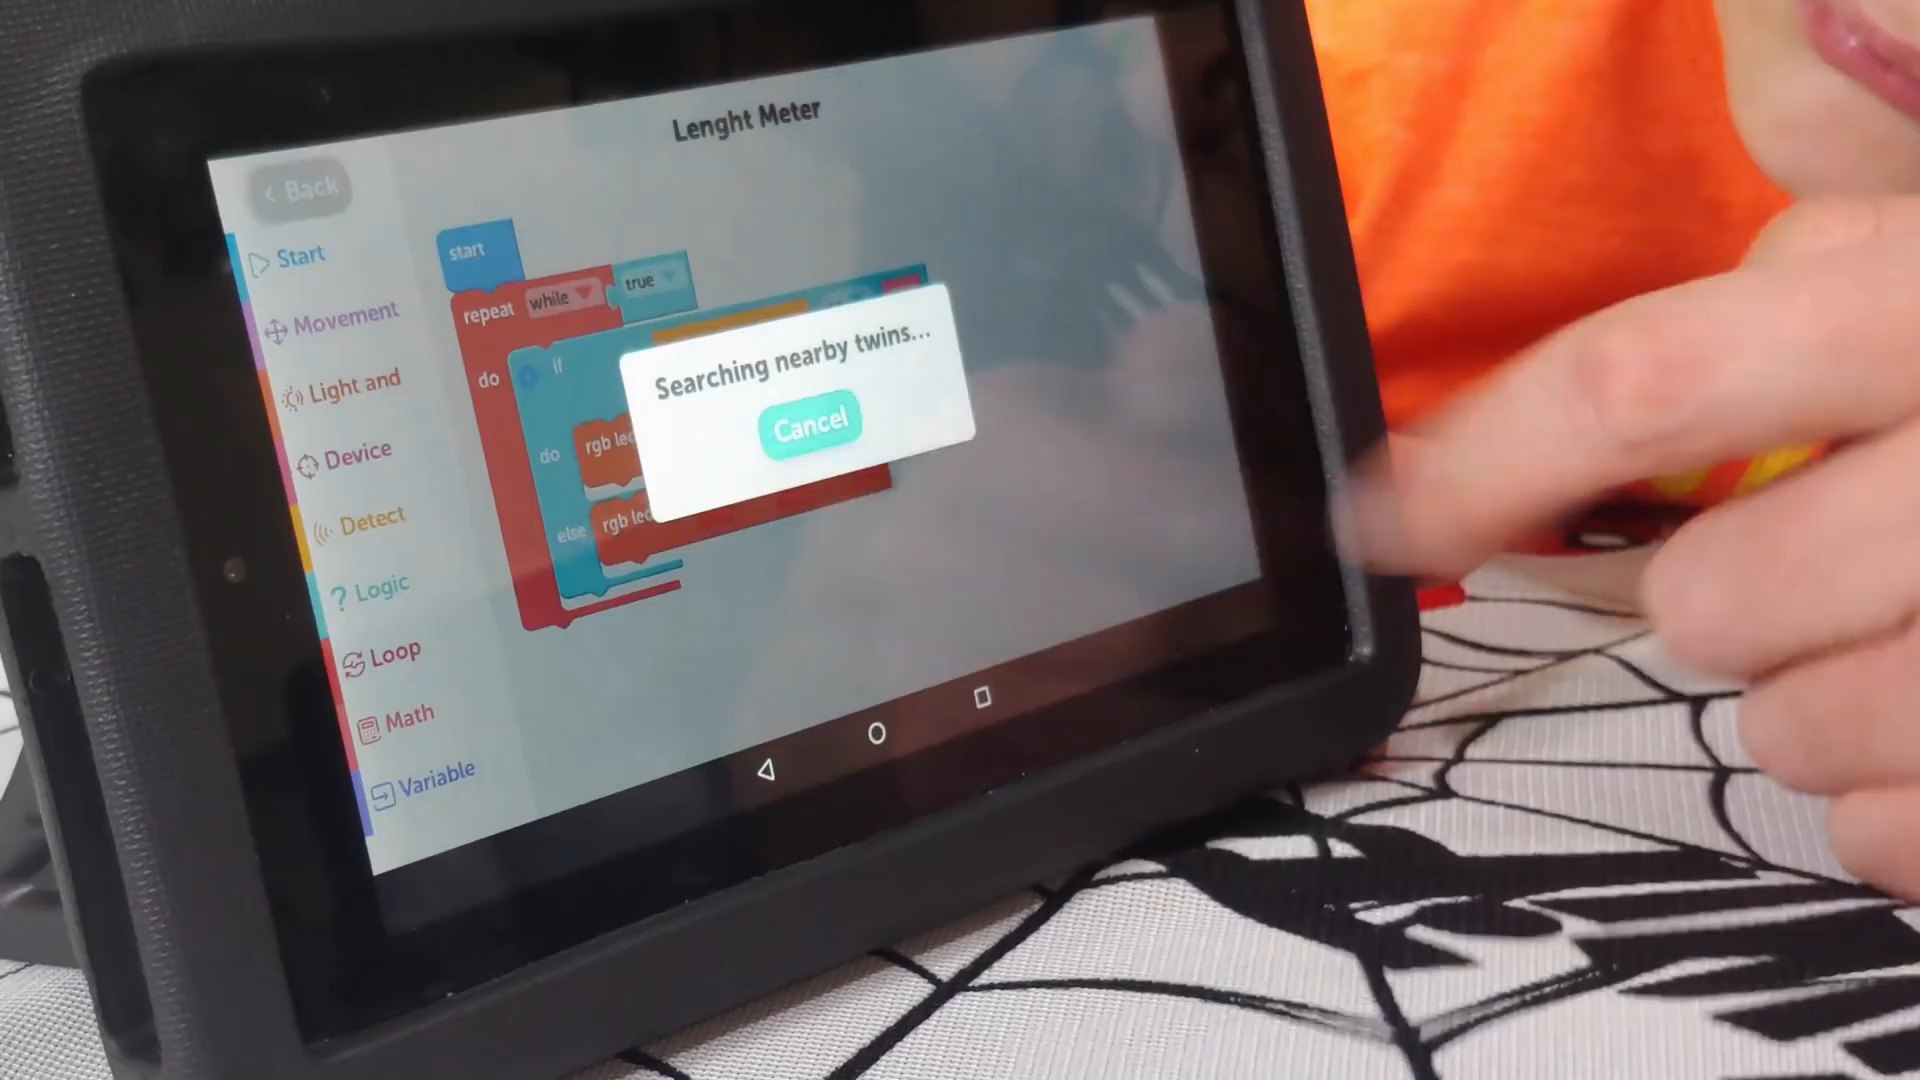 Lenght Meter
Back
Start
Movement
Light and
Device
Detect
Logic
Loop
Math
Variable
start
repeat while true
do
if
do rgb led
else rgb led
Searching nearby twins...
Cancel